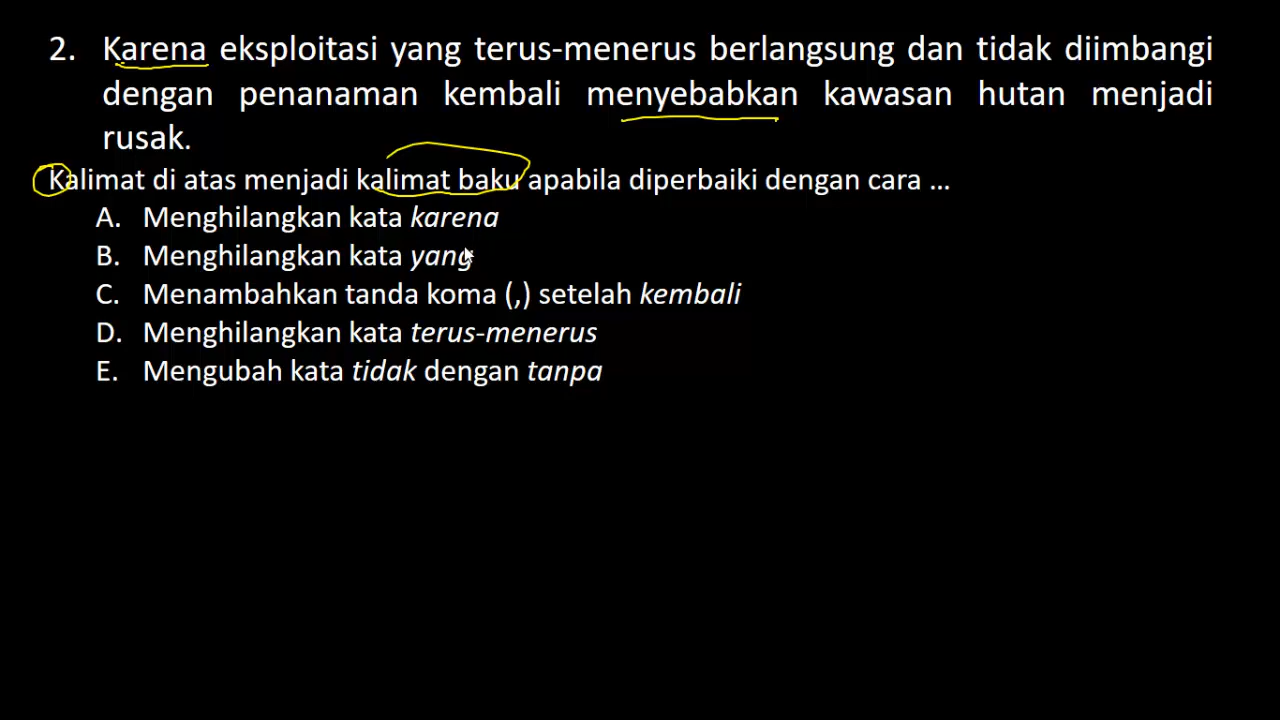 2. Karena eksploitasi yang terus-menerus berlangsung dan tidak diimbangi
dengan penanaman kembali menyebabkan kawasan hutan menjadi
rusak.
Kalimat di atas menjadi kalimat baku apabila diperbaiki dengan cara ...
A. Menghilangkan kata karena
B. Menghilangkan kata yang
C. Menambahkan tanda koma (,) setelah kembali
D. Menghilangkan kata terus-menerus
E. Mengubah kata tidak dengan tanpa